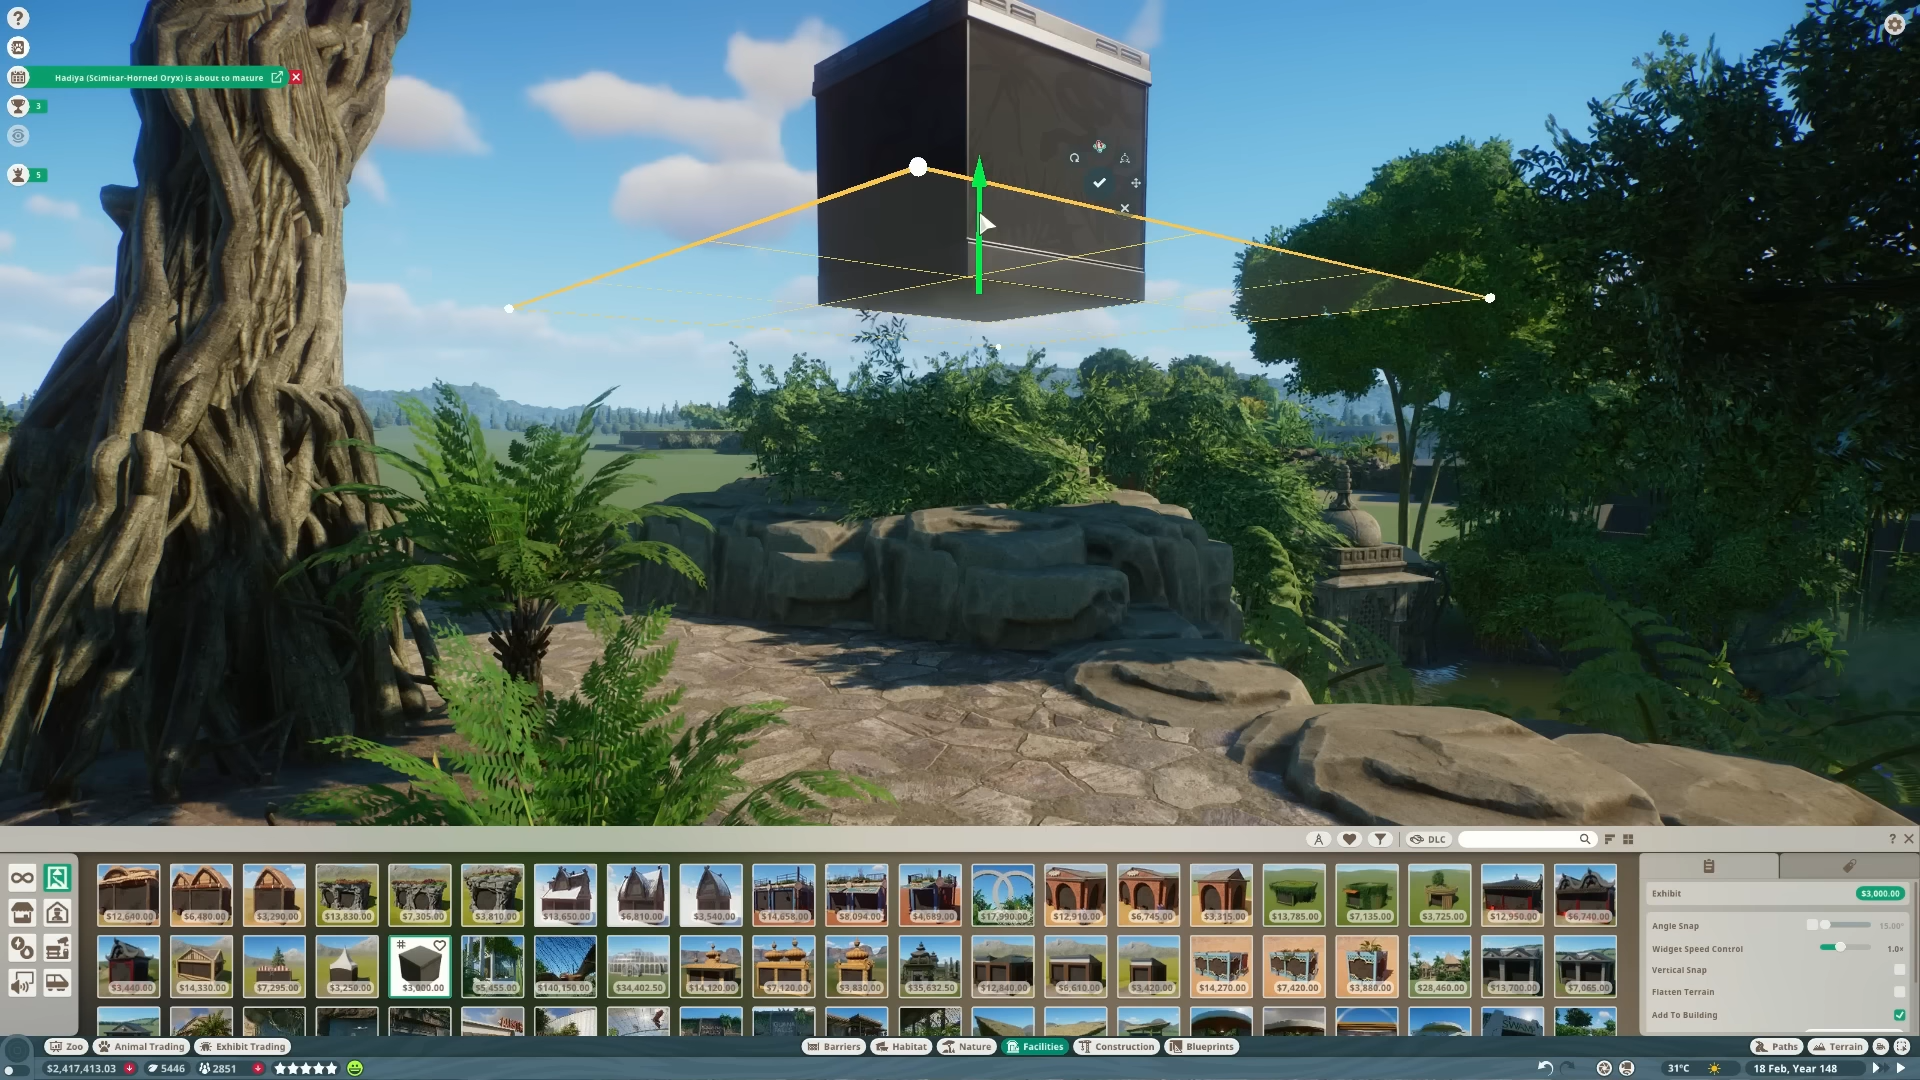 ?
Hadiya (Scimitar-Horned Oryx) is about to mature
3
5
DLC
?
$12,640.00 $6,480.00 $3,290.00 $13,830.00 $7,305.00 $3,810.00 $13,650.00 $6,810.00 $3,540.00 $14,658.00 $8,094.00 $4,689.00 $17,990.00 $12,910.00 $6,745.00 $3,315.00 $13,785.00 $7,135.00 $3,725.00 $12,950.00 $6,740.00
$3,440.00 $14,330.00 $7,295.00 $3,250.00 $3,000.00 $5,455.00 $140,150.00 $34,402.50 $14,120.00 $7,120.00 $3,830.00 $35,632.50 $12,840.00 $6,610.00 $3,420.00 $14,270.00 $7,420.00 $3,880.00 $28,460.00 $13,700.00 $7,065.00
Exhibit $3,000.00
Angle Snap 15.00°
Widget Speed Control 1.0×
Vertical Snap
Flatten Terrain
Add To Building
Zoo Animal Trading Exhibit Trading Barriers Habitat Nature Facilities Construction Blueprints Paths Terrain
$2,417,413.03 5446 2851 31°C 18 Feb, Year 148